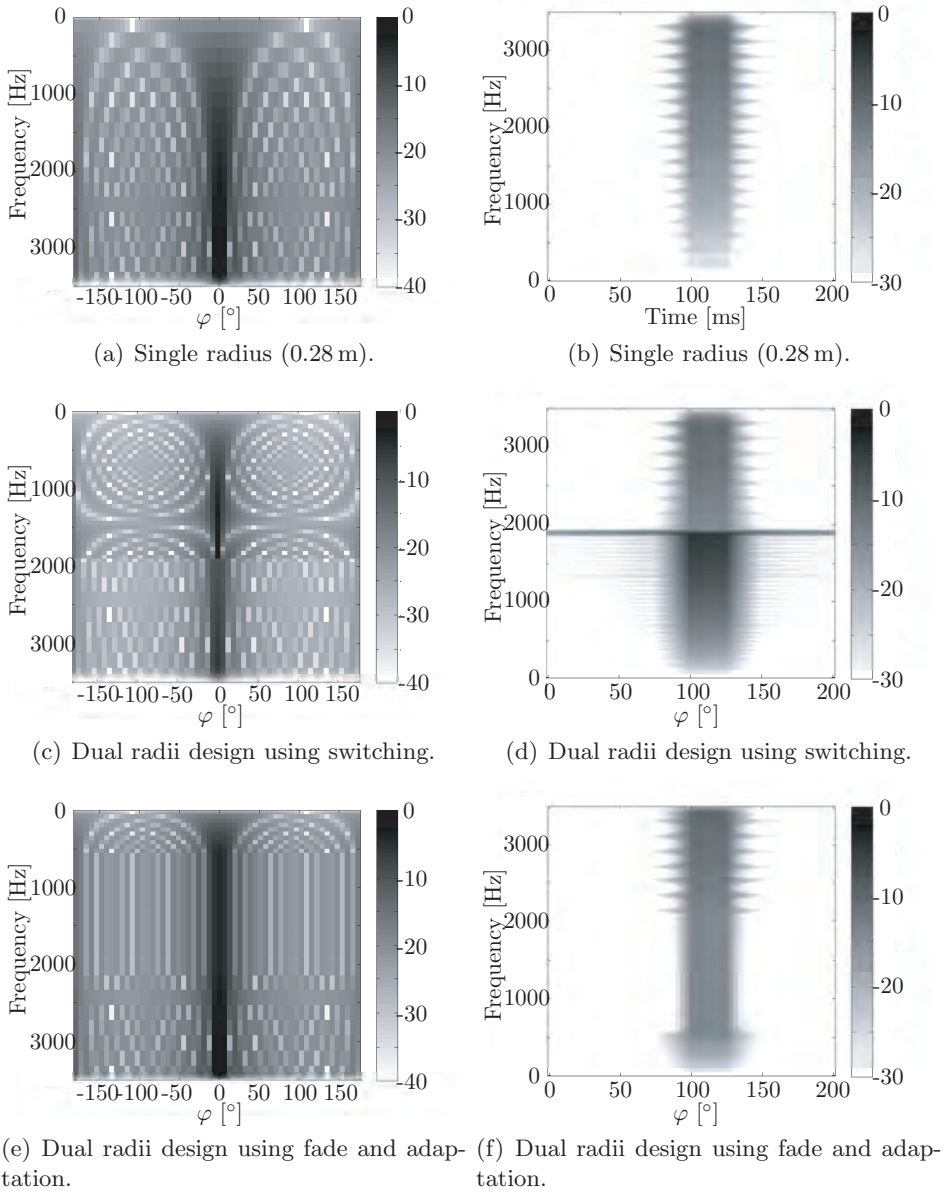 0
1000
2000
3000
Frequency [Hz]
-150-100 -50 0 50 100 150
φ [°]
0
-10
-20
-30
-40
(a) Single radius (0.28 m).
3000
2000
1000
0
Frequency [Hz]
0 50 100 150 200
Time [ms]
0
-10
-20
-30
(b) Single radius (0.28 m).
0
1000
2000
3000
Frequency [Hz]
-150-100 -50 0 50 100 150
φ [°]
0
-10
-20
-30
-40
(c) Dual radii design using switching.
3000
2000
1000
0
Frequency [Hz]
0 50 100 150 200
φ [°]
0
-10
-20
-30
(d) Dual radii design using switching.
0
1000
2000
3000
Frequency [Hz]
-150-100 -50 0 50 100 150
φ [°]
0
-10
-20
-30
-40
(e) Dual radii design using fade and adap-
tation.
3000
2000
1000
0
Frequency [Hz]
0 50 100 150 200
φ [°]
0
-10
-20
-30
(f) Dual radii design using fade and adap-
tation.